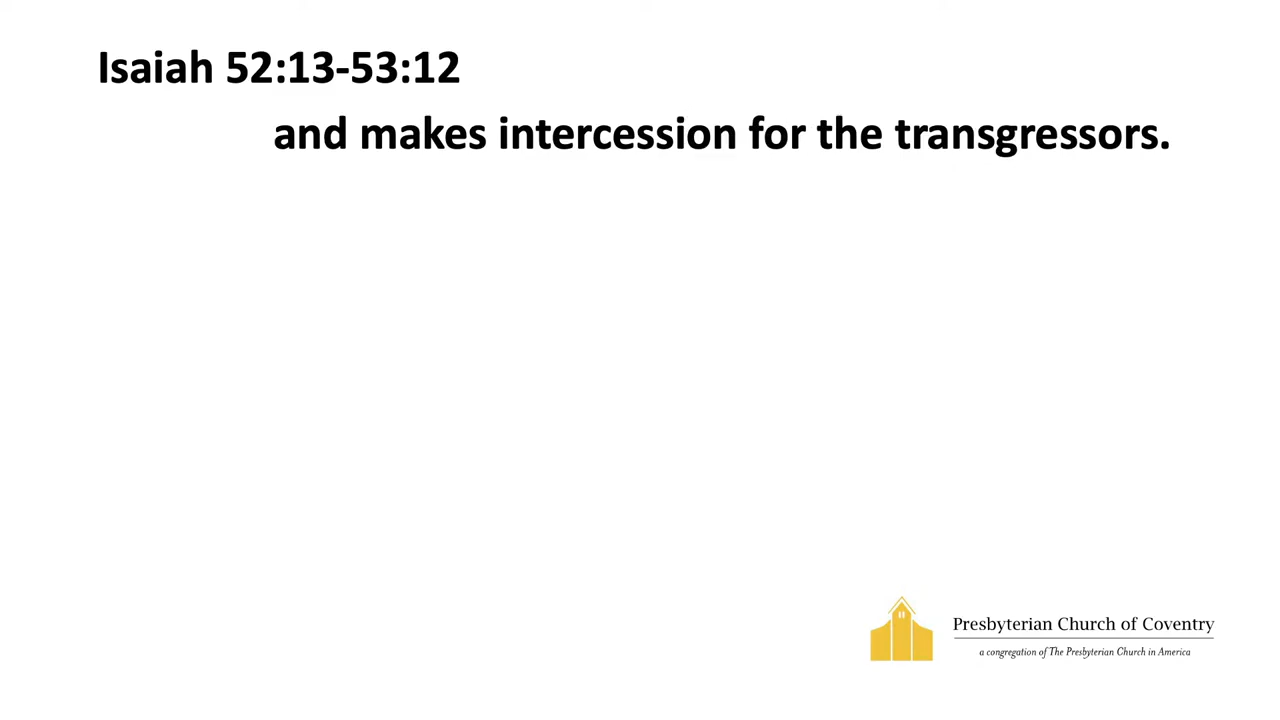 Isaiah 52:13-53:12
and makes intercession for the transgressors.
Presbyterian Church of Coventry
a congregation of The Presbyterian Church in America